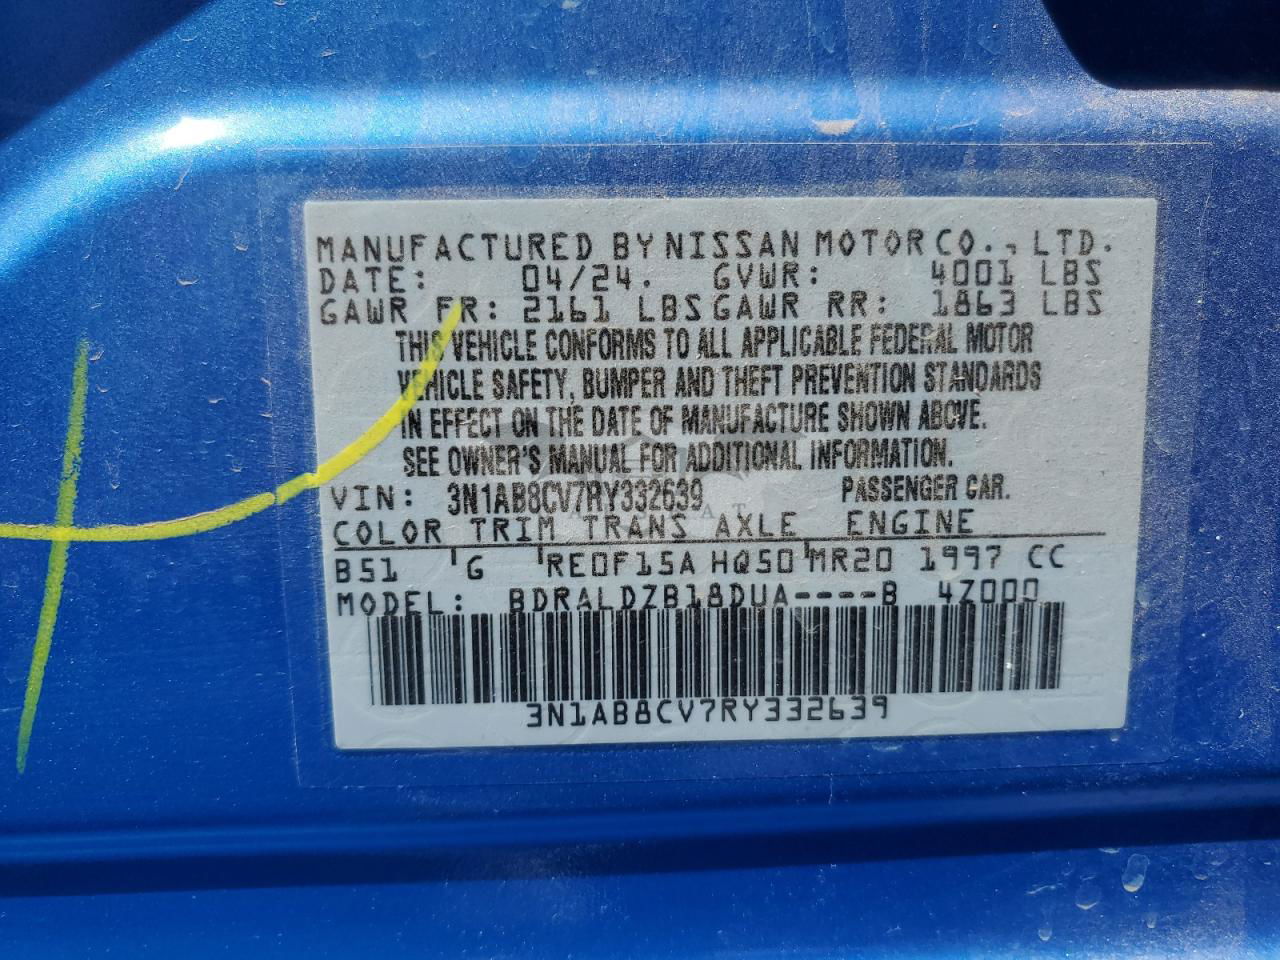 MANUFACTURED BY NISSAN MOTOR CO., LTD.
DATE: 04/24. GVWR: 4001 LBS
GAWR FR: 2161 LBS GAWR RR: 1863 LBS
THIS VEHICLE CONFORMS TO ALL APPLICABLE FEDERAL MOTOR
VEHICLE SAFETY, BUMPER AND THEFT PREVENTION STANDARDS
IN EFFECT ON THE DATE OF MANUFACTURE SHOWN ABOVE.
SEE OWNER'S MANUAL FOR ADDITIONAL INFORMATION.
VIN: 3N1AB8CV7RY332639 PASSENGER CAR.
COLOR TRIM TRANS AXLE ENGINE
B51 G RE0F15A HQ50 MR20 1997 CC
MODEL: BDRALDZB18DUA----B 4Z000
3N1AB8CV7RY332639